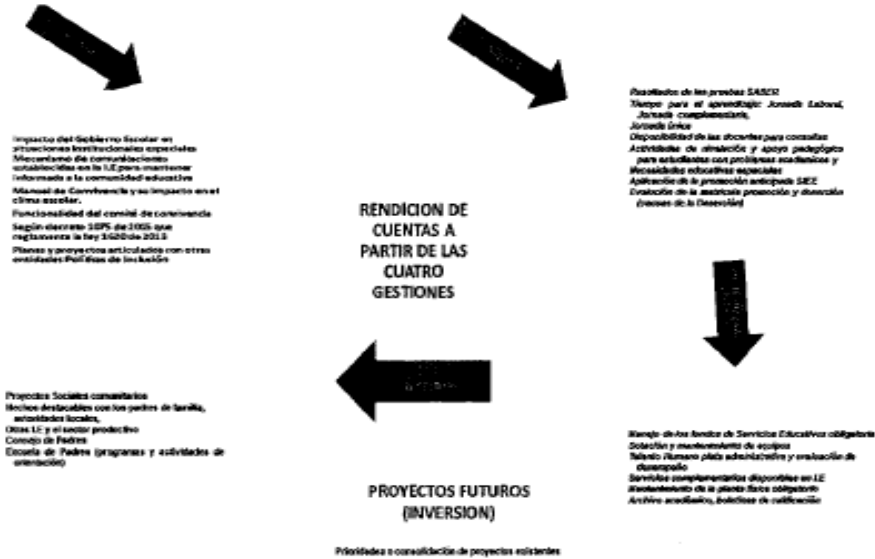 Impacto del Gobierno Escolar en
situaciones Institucionales especiales
Mecanismo de comunicaciones
establecidas en la I.E para mantener
informada a la comunidad educativa
Manual de Convivencia y su impacto en el
clima escolar.
Funcionalidad del comité de convivencia
Según decreto 1075 de 2015 que
reglamenta la ley 1620 de 2013
Planes y proyectos articulados con otras
entidades Políticas de Inclusión
RENDICION DE
CUENTAS A
PARTIR DE LAS
CUATRO
GESTIONES
Resultados de las pruebas SABER
Tiempo para el aprendizaje: Jornada Laboral,
Jornada complementaria,
Jornada única
Disponibilidad de los docentes para consultas
Actividades de nivelación y apoyo pedagógico
para estudiantes con problemas académicos y
Necesidades educativas especiales
Aplicación de la promoción anticipada SIEE
Evolución de la matrícula promoción y deserción
(causas de la Deserción)
Proyectos Sociales comunitarios
Hechos destacables con los padres de familia,
autoridades locales,
Otras I.E y el sector productivo
Consejo de Padres
Escuela de Padres (programas y actividades de
orientación)
Manejo de los fondos de Servicios Educativos obligatorio
Dotación y mantenimiento de equipos
Talento Humano planta administrativa y evaluación de
desempeño
Servicios complementarios disponibles en I.E
Mantenimiento de la planta física obligatorio
Archivo académico, boletines de calificación
PROYECTOS FUTUROS
(INVERSION)
Prioridades o consolidación de proyectos existentes